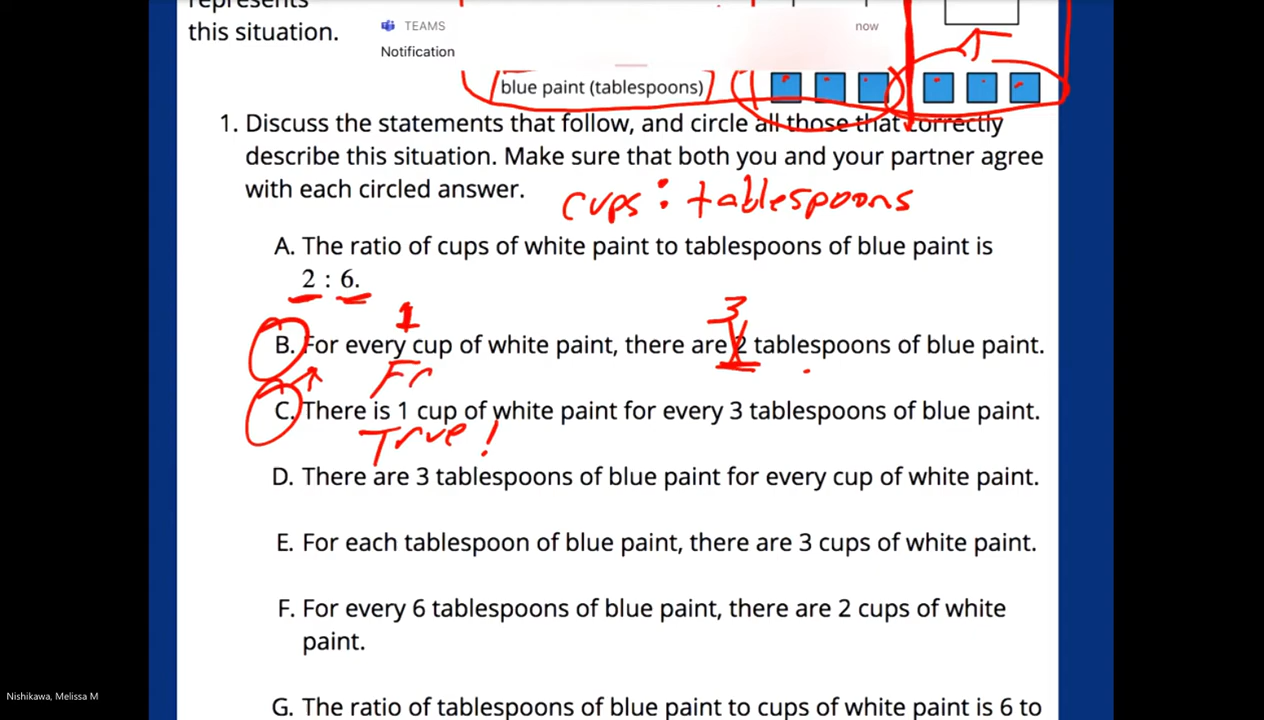 represents
this situation.
TEAMS
now
Notification
blue paint (tablespoons)
1. Discuss the statements that follow, and circle all those that correctly
describe this situation. Make sure that both you and your partner agree
with each circled answer.
cups : tablespoons
A. The ratio of cups of white paint to tablespoons of blue paint is
2 : 6.
1
3
B. For every cup of white paint, there are 2 tablespoons of blue paint.
C. There is 1 cup of white paint for every 3 tablespoons of blue paint.
True!
D. There are 3 tablespoons of blue paint for every cup of white paint.
E. For each tablespoon of blue paint, there are 3 cups of white paint.
F. For every 6 tablespoons of blue paint, there are 2 cups of white
paint.
G. The ratio of tablespoons of blue paint to cups of white paint is 6 to
Nishikawa, Melissa M